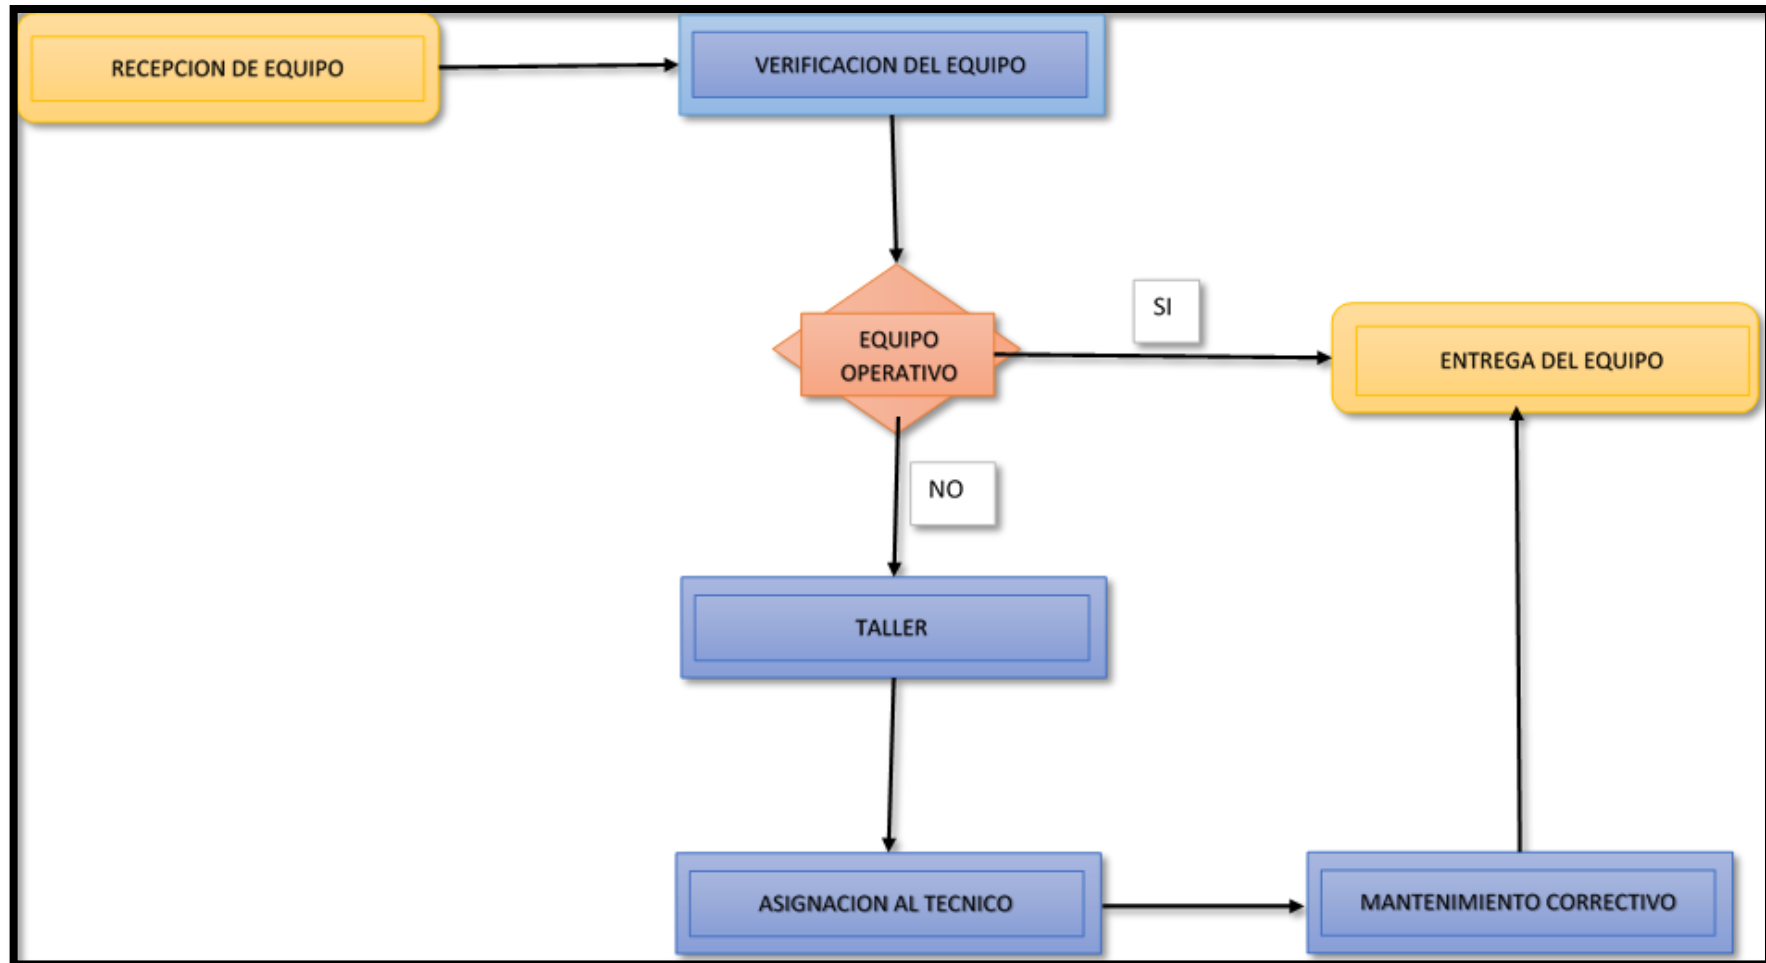 RECEPCION DE EQUIPO
VERIFICACION DEL EQUIPO
EQUIPO
OPERATIVO
SI
ENTREGA DEL EQUIPO
NO
TALLER
ASIGNACION AL TECNICO
MANTENIMIENTO CORRECTIVO